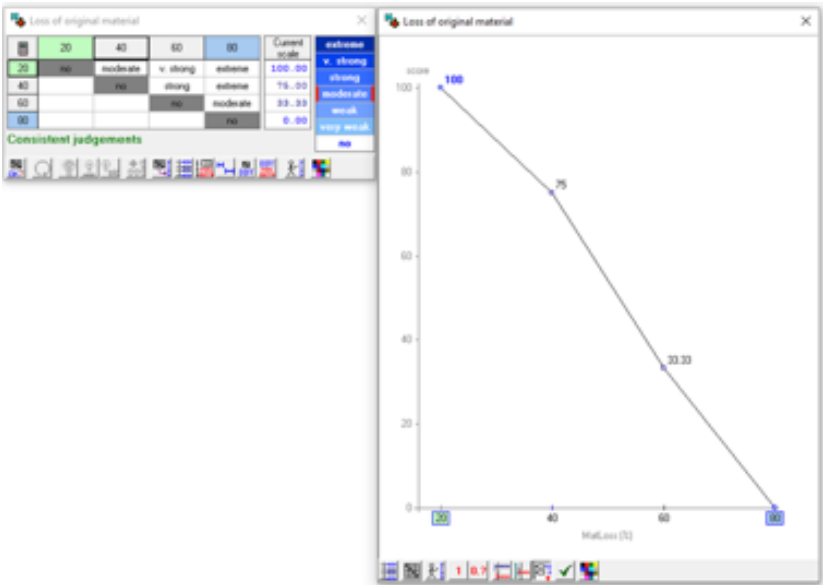 Loss of original material
20 40 60 80 Current scale
20 no moderate v. strong extreme 100.00
40 no strong extreme 75.00
60 no moderate 33.33
80 no 0.00
Consistent judgements
extreme
v. strong
strong
moderate
weak
very weak
no
Loss of original material
score
100
100
80
75
60
40
33.33
20
0
20 40 60 80
MatLoss (%)
1 0.7